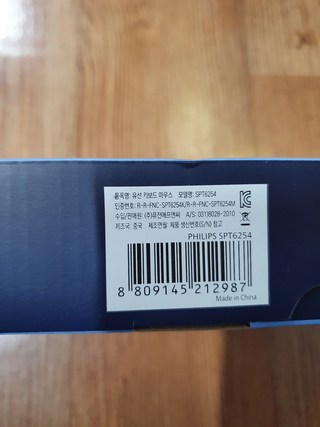 품목명: 유선 키보드 마우스 모델명: SPT6254
인증번호: R-R-FNC-SPT6254K/R-R-FNC-SPT6254M
수입/판매원: (주)퓨전에프앤씨 A/S: 031)8028-2010
제조국: 중국 제조연월: 제품 생산번호(S/N) 참고
PHILIPS SPT6254
8 809145 212987
Made in China